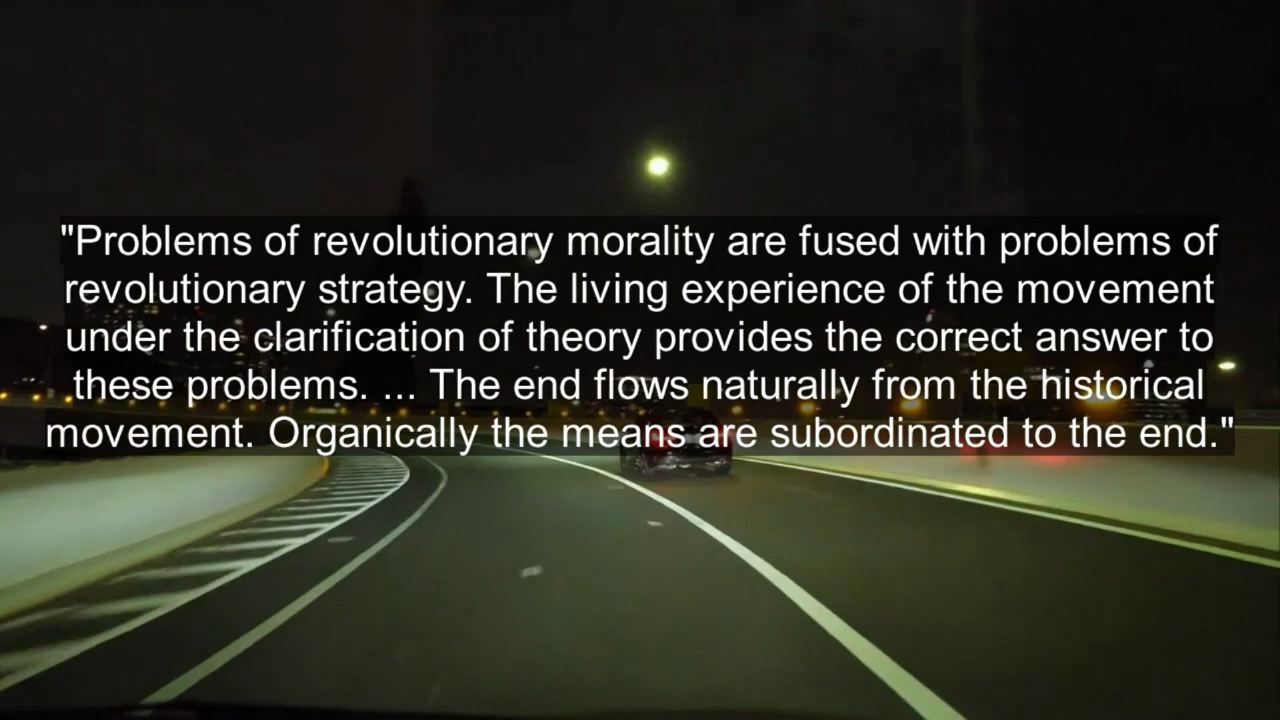 "Problems of revolutionary morality are fused with problems of
revolutionary strategy. The living experience of the movement
under the clarification of theory provides the correct answer to
these problems. ... The end flows naturally from the historical
movement. Organically the means are subordinated to the end."